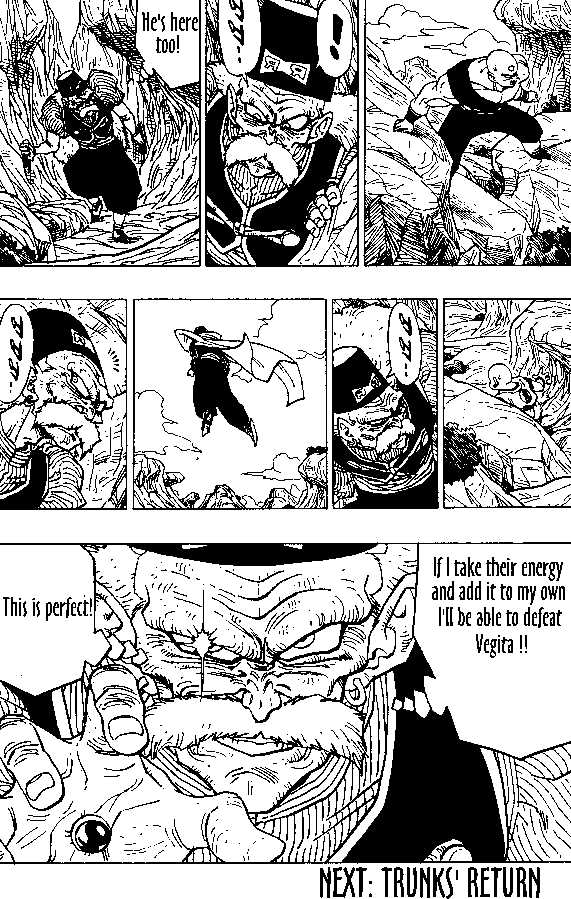 He's here
too!
If I take their energy
and add it to my own
I'll be able to defeat
Vegita !!
This is perfect!
NEXT: TRUNKS' RETURN